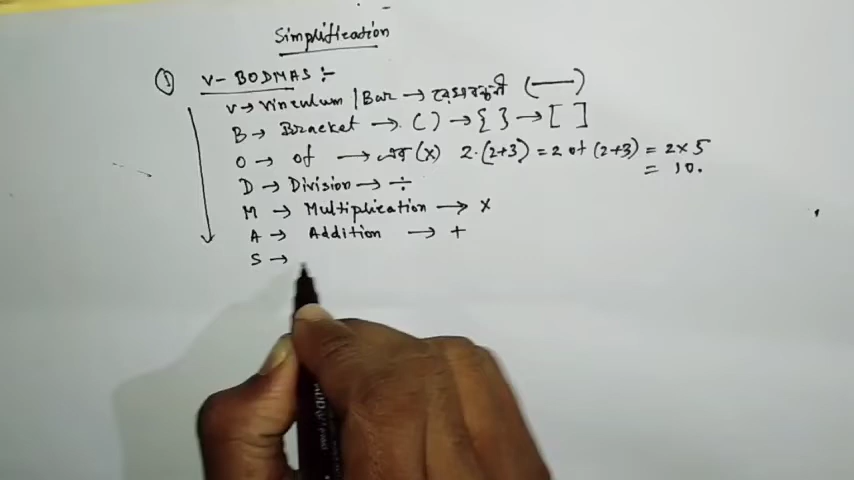 Simplification
① V-BODMAS :-
V → Vinculum | Bar → রেখাবন্ধনী (—)
B → Bracket → ( ) → { } → [ ]
O → of → এর (x) 2·(2+3) = 2 of (2+3) = 2 x 5
= 10.
D → Division → ÷
M → Multiplication → x
A → Addition → +
S →